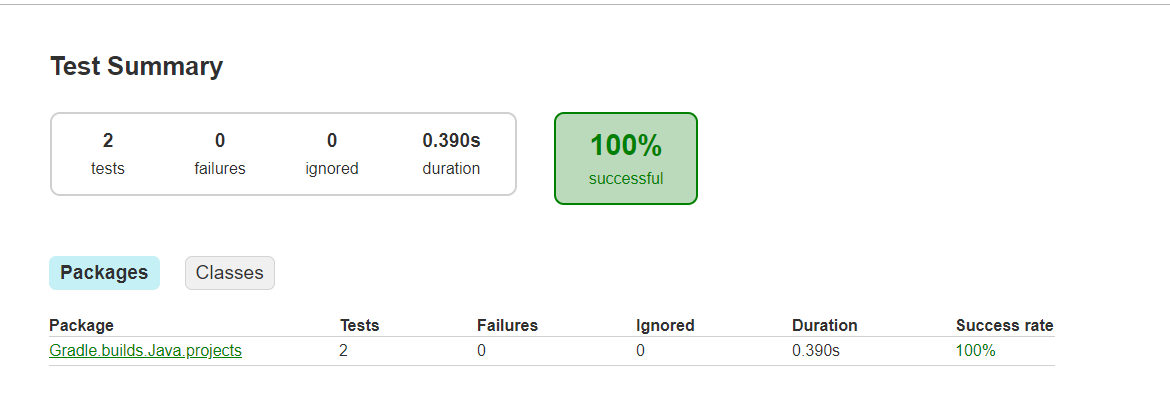 Test Summary
2 0 0 0.390s
tests failures ignored duration
100%
successful
Packages Classes
Package Tests Failures Ignored Duration Success rate
Gradle.builds.Java.projects 2 0 0 0.390s 100%